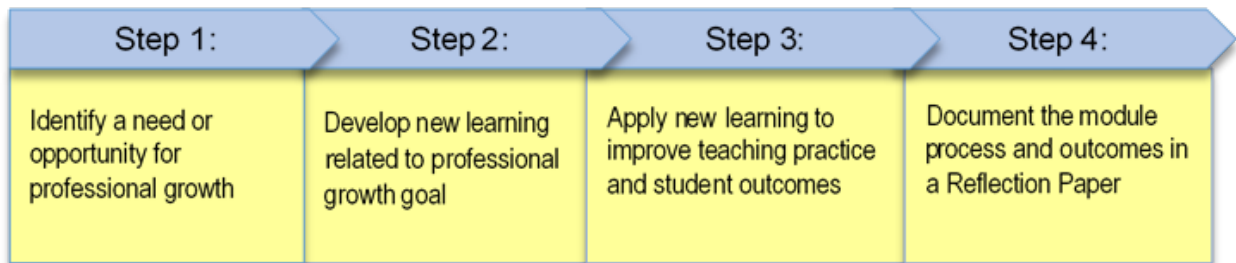 Step 1:
Step 2:
Step 3:
Step 4:
Identify a need or
opportunity for
professional growth
Develop new learning
related to professional
growth goal
Apply new learning to
improve teaching practice
and student outcomes
Document the module
process and outcomes in
a Reflection Paper